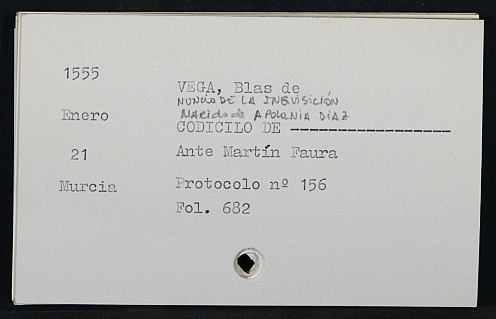 1555
VEGA, Blas de
NUNCIO DE LA INQUISICIÓN
Enero
Marido de APOLONIA DIAZ
CODICILO DE ------------------
21
Ante Martín Faura
Murcia
Protocolo nº 156
Fol. 682